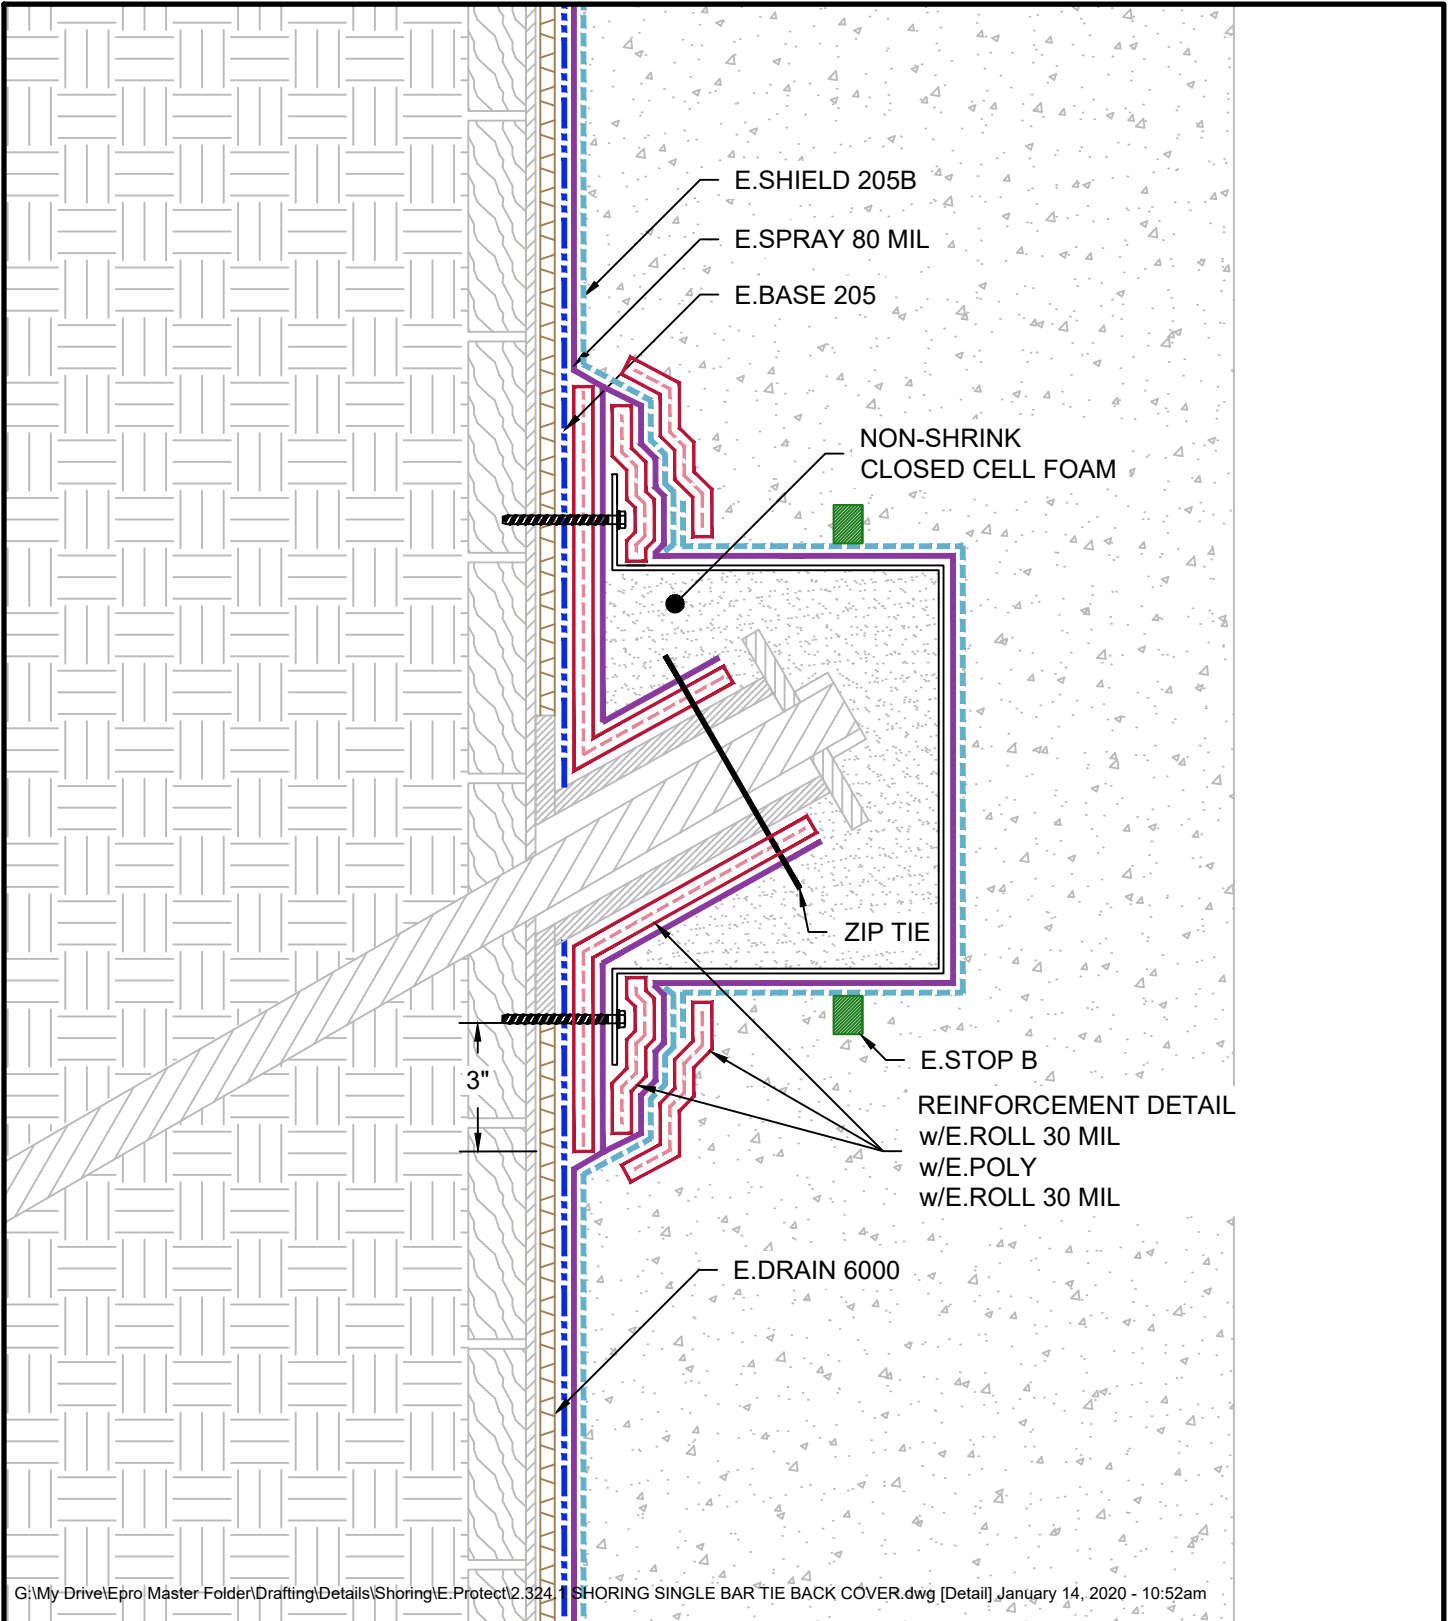 E.SHIELD 205B
E.SPRAY 80 MIL
E.BASE 205
NON-SHRINK
CLOSED CELL FOAM
ZIP TIE
E.STOP B
3"
REINFORCEMENT DETAIL
w/E.ROLL 30 MIL
w/E.POLY
w/E.ROLL 30 MIL
E.DRAIN 6000
G:\My Drive\Epro Master Folder\Drafting\Details\Shoring\E.Protect\2.324.1 SHORING SINGLE BAR TIE BACK COVER.dwg [Detail] January 14, 2020 - 10:52am